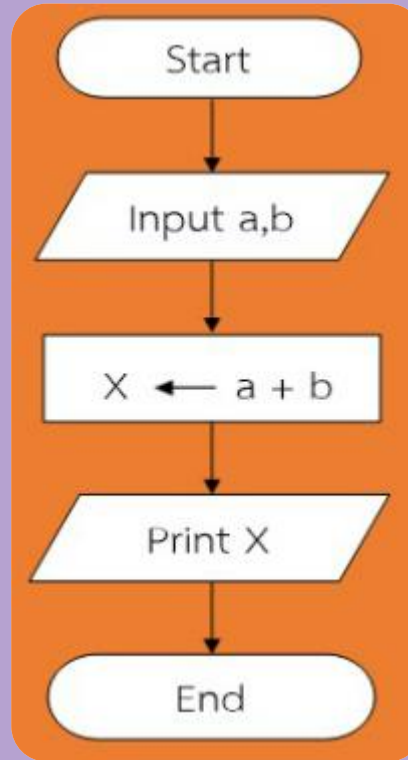 Start
Input a,b
X ← a + b
Print X
End